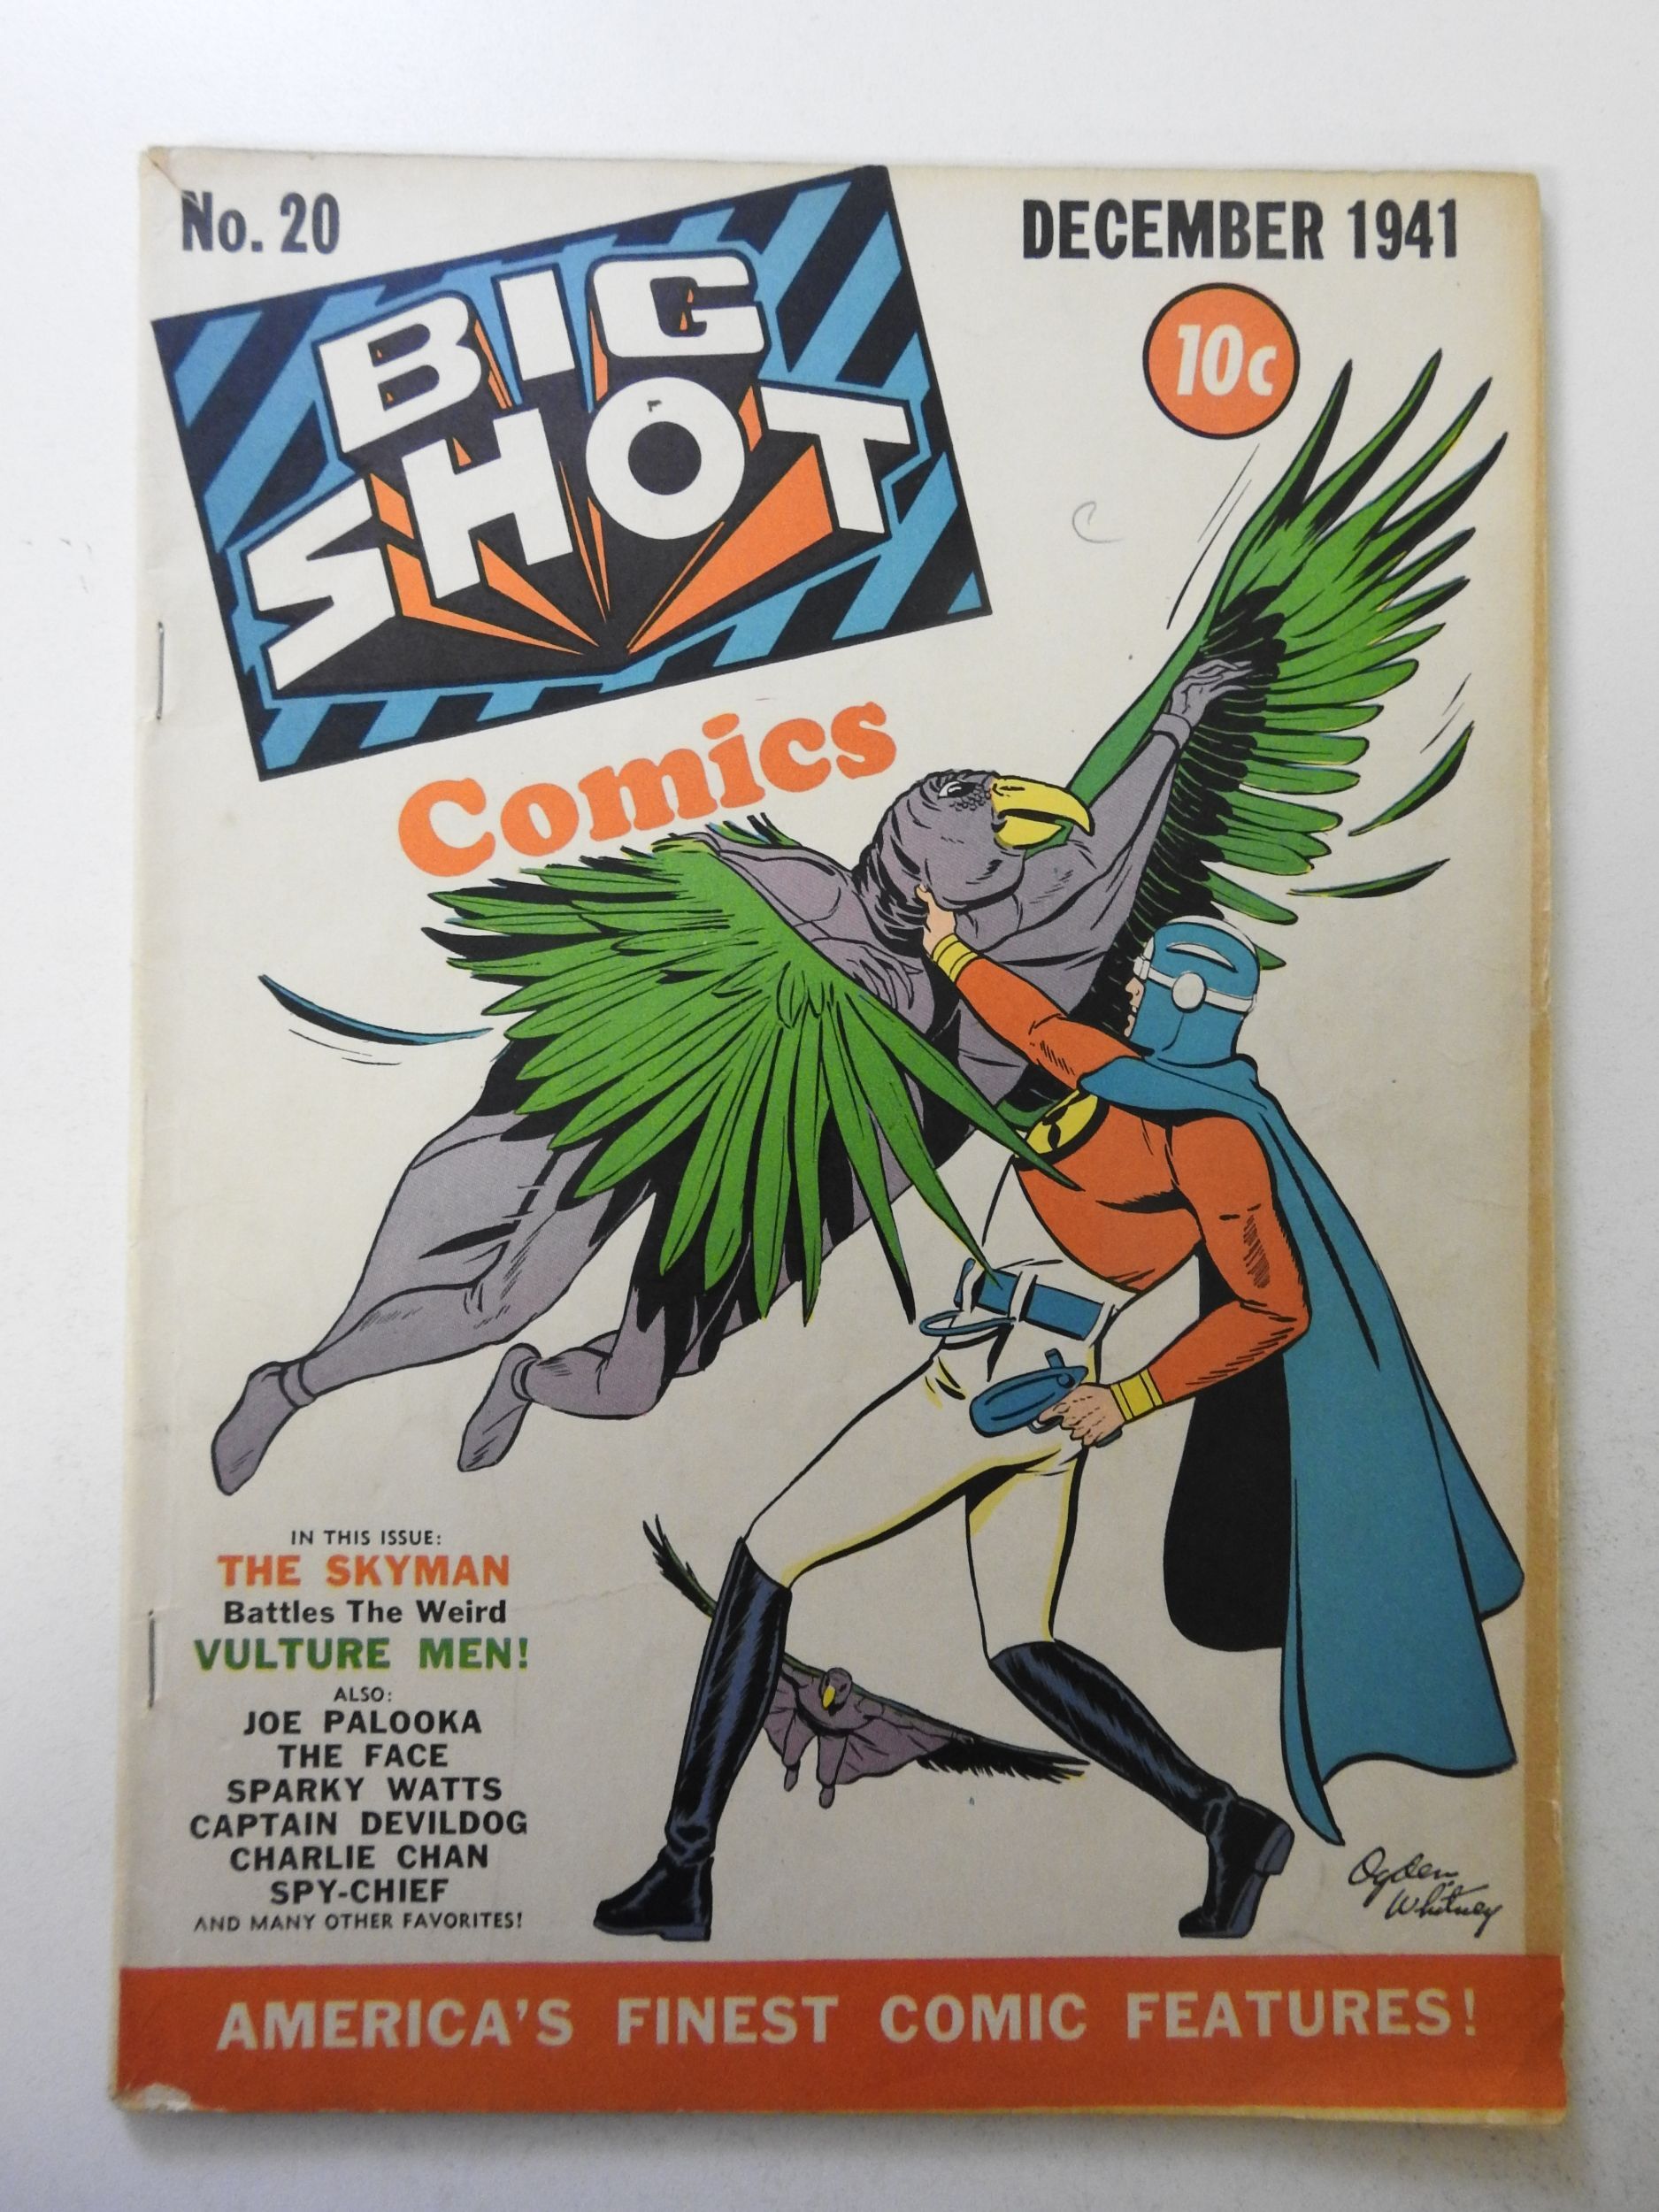 No. 20
DECEMBER 1941
BIG
SHOT
10c
Comics
IN THIS ISSUE:
THE SKYMAN
Battles The Weird
VULTURE MEN!
ALSO:
JOE PALOOKA
THE FACE
SPARKY WATTS
CAPTAIN DEVILDOG
CHARLIE CHAN
SPY-CHIEF
AND MANY OTHER FAVORITES!
Ogden
Whitney
AMERICA'S FINEST COMIC FEATURES!